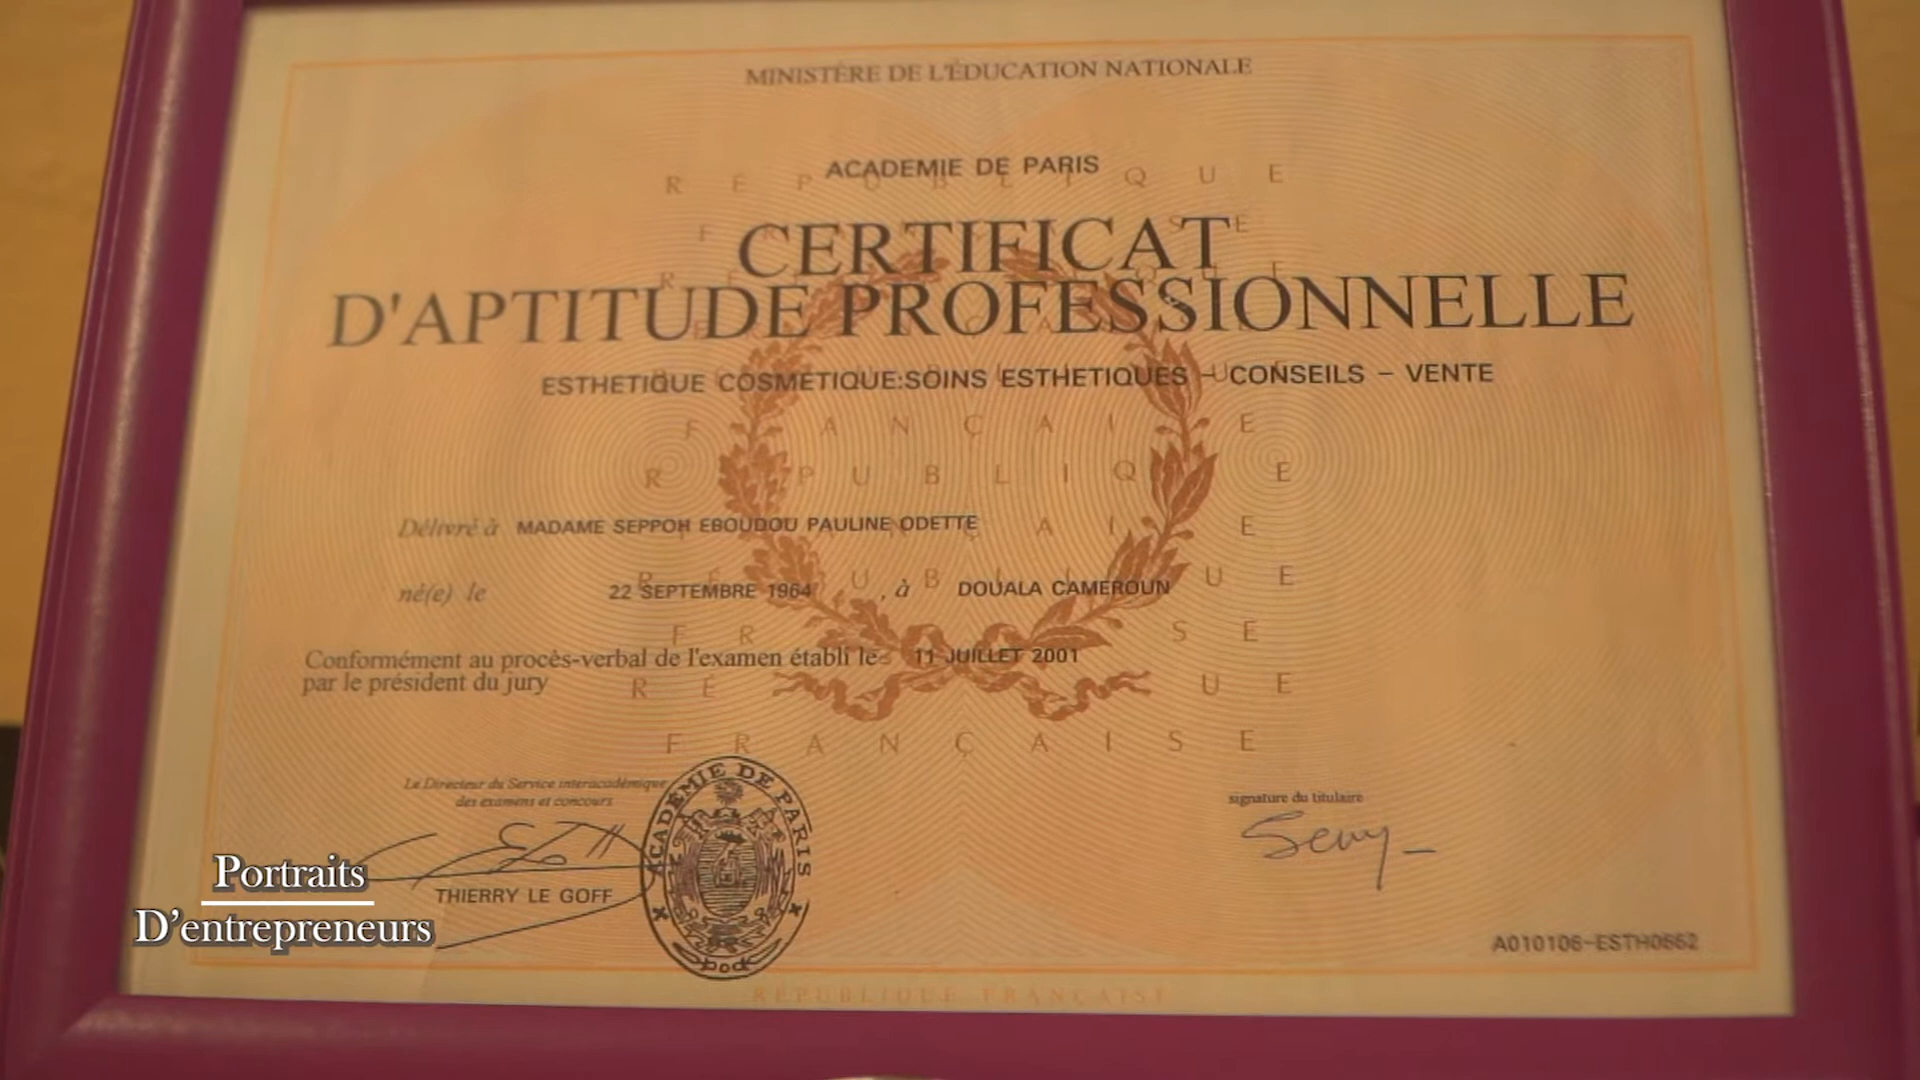 MINISTÈRE DE L'ÉDUCATION NATIONALE
ACADEMIE DE PARIS
CERTIFICAT
D'APTITUDE PROFESSIONNELLE
ESTHETIQUE COSMETIQUE:SOINS ESTHETIQUES - CONSEILS - VENTE
Délivré à MADAME SEPPOH EBOUDOU PAULINE ODETTE
né(e) le 22 SEPTEMBRE 1964 , à DOUALA CAMEROUN
Conformément au procès-verbal de l'examen établi le 11 JUILLET 2001
par le président du jury
Le Directeur du Service interacadémique
des examens et concours
THIERRY LE GOFF
ACADÉMIE DE PARIS
signature du titulaire
Portraits
D'entrepreneurs
A010106-ESTH0662
RÉPUBLIQUE FRANÇAISE